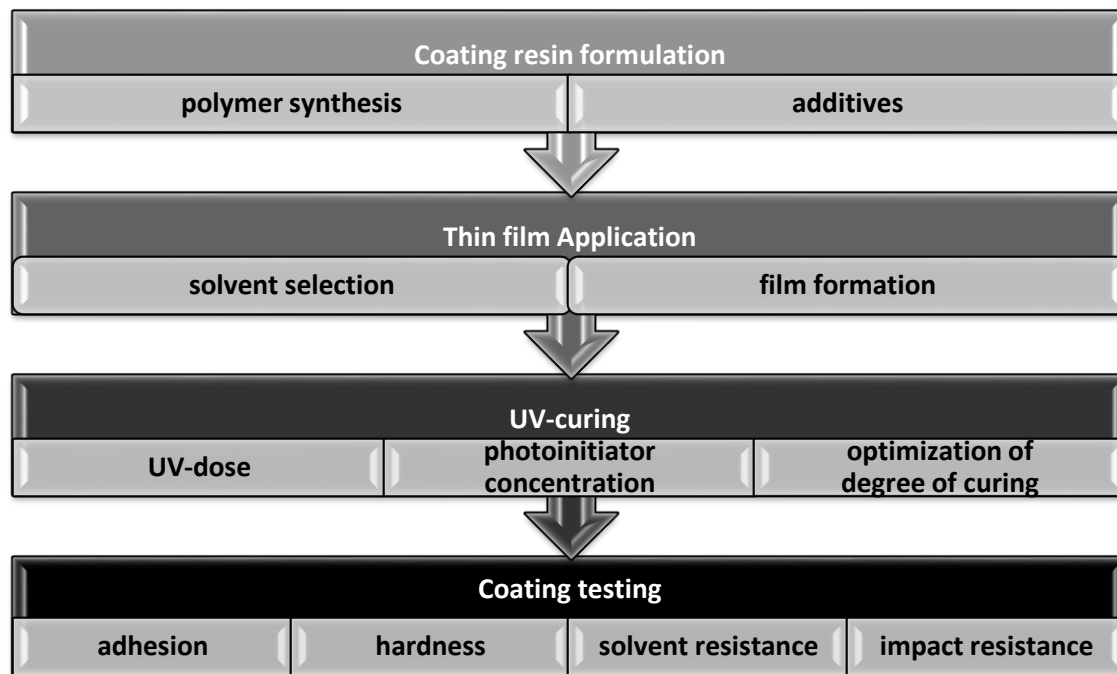 Coating resin formulation
polymer synthesis
additives
Thin film Application
solvent selection
film formation
UV-curing
UV-dose
photoinitiator
concentration
optimization of
degree of curing
Coating testing
adhesion
hardness
solvent resistance
impact resistance